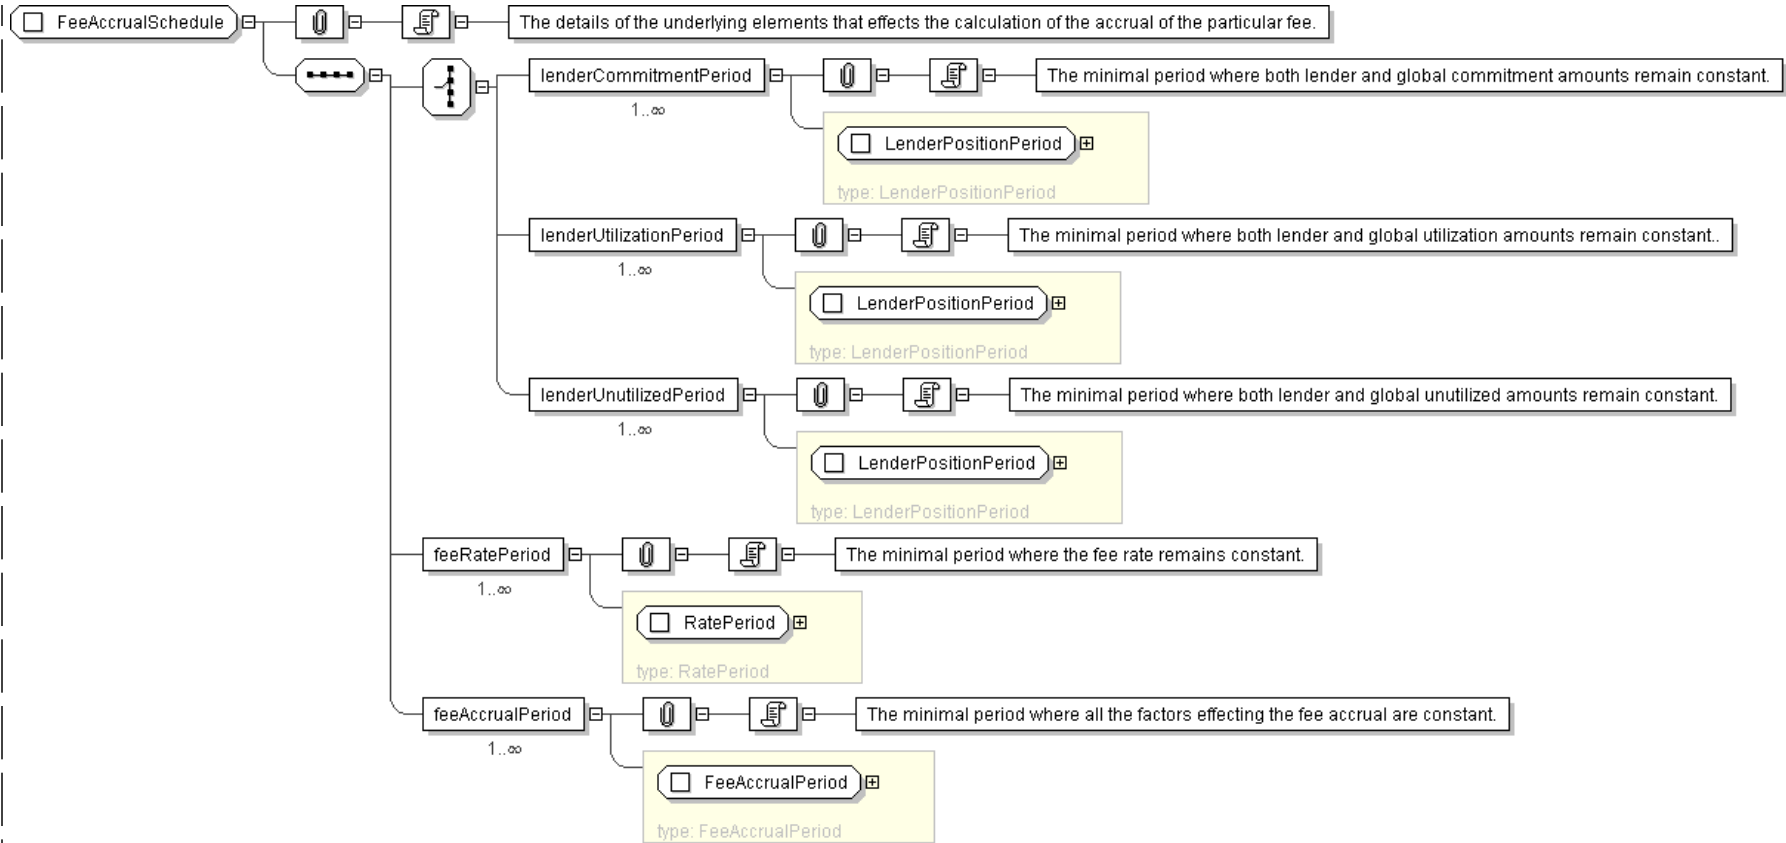 FeeAccrualSchedule
The details of the underlying elements that effects the calculation of the accrual of the particular fee.
lenderCommitmentPeriod
The minimal period where both lender and global commitment amounts remain constant.
1..∞
LenderPositionPeriod
type: LenderPositionPeriod
lenderUtilizationPeriod
The minimal period where both lender and global utilization amounts remain constant..
1..∞
LenderPositionPeriod
type: LenderPositionPeriod
lenderUnutilizedPeriod
The minimal period where both lender and global unutilized amounts remain constant.
1..∞
LenderPositionPeriod
type: LenderPositionPeriod
feeRatePeriod
The minimal period where the fee rate remains constant.
1..∞
RatePeriod
type: RatePeriod
feeAccrualPeriod
The minimal period where all the factors effecting the fee accrual are constant.
1..∞
FeeAccrualPeriod
type: FeeAccrualPeriod